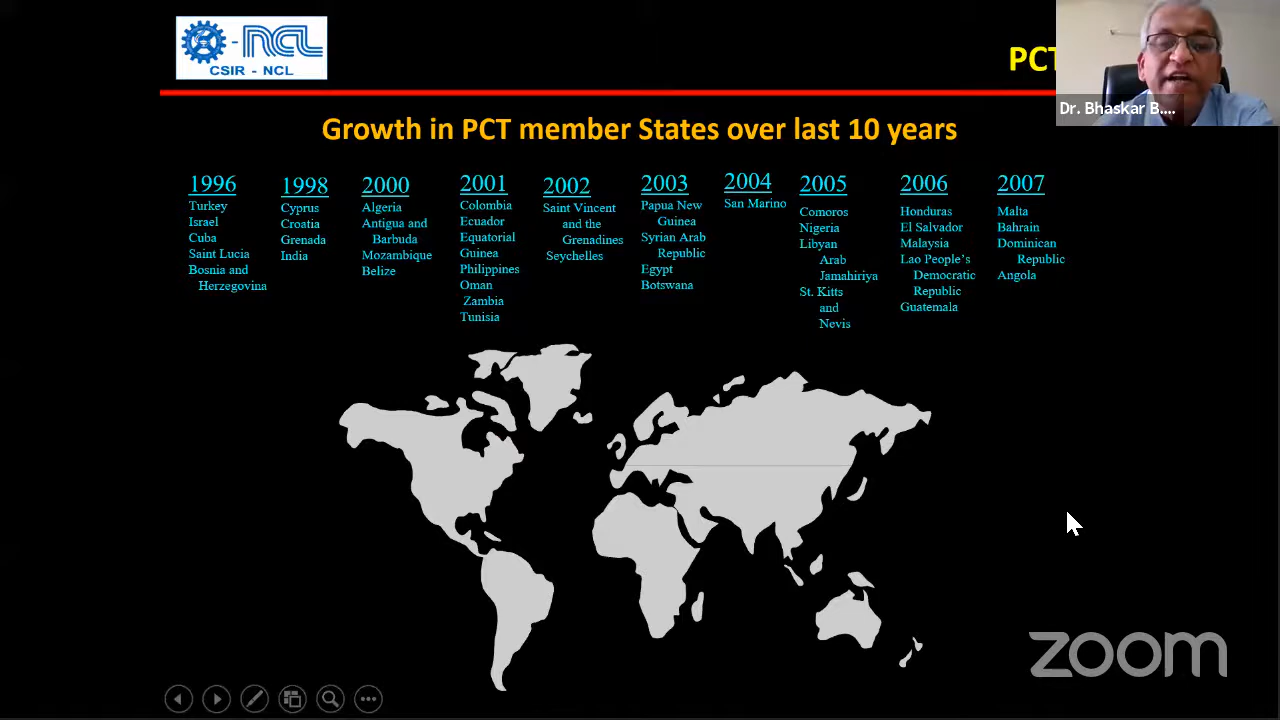 NCL
CSIR - NCL
PCT
Dr. Bhaskar B....
Growth in PCT member States over last 10 years
1996
Turkey
Israel
Cuba
Saint Lucia
Bosnia and
Herzegovina
1998
Cyprus
Croatia
Grenada
India
2000
Algeria
Antigua and
Barbuda
Mozambique
Belize
2001
Colombia
Ecuador
Equatorial
Guinea
Philippines
Oman
Zambia
Tunisia
2002
Saint Vincent
and the
Grenadines
Seychelles
2003
Papua New
Guinea
Syrian Arab
Republic
Egypt
Botswana
2004
San Marino
2005
Comoros
Nigeria
Libyan
Arab
Jamahiriya
St. Kitts
and
Nevis
2006
Honduras
El Salvador
Malaysia
Lao People's
Democratic
Republic
Guatemala
2007
Malta
Bahrain
Dominican
Republic
Angola
zoom